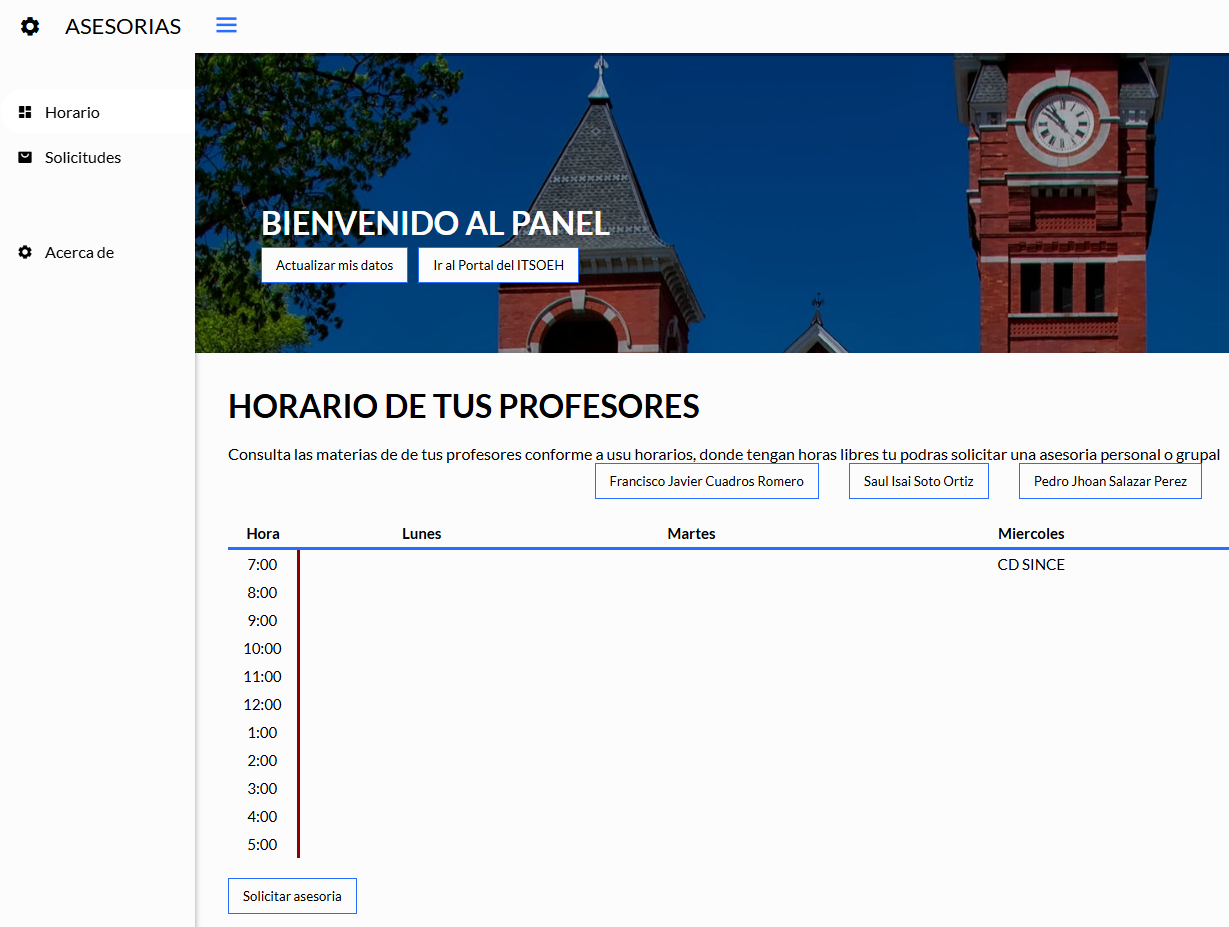 ASESORIAS
Horario
Solicitudes
Acerca de
BIENVENIDO AL PANEL
Actualizar mis datos Ir al Portal del ITSOEH
HORARIO DE TUS PROFESORES
Consulta las materias de de tus profesores conforme a usu horarios, donde tengan horas libres tu podras solicitar una asesoria personal o grupal
Francisco Javier Cuadros Romero Saul Isai Soto Ortiz Pedro Jhoan Salazar Perez
Hora Lunes Martes Miercoles
7:00 CD SINCE
8:00
9:00
10:00
11:00
12:00
1:00
2:00
3:00
4:00
5:00
Solicitar asesoria